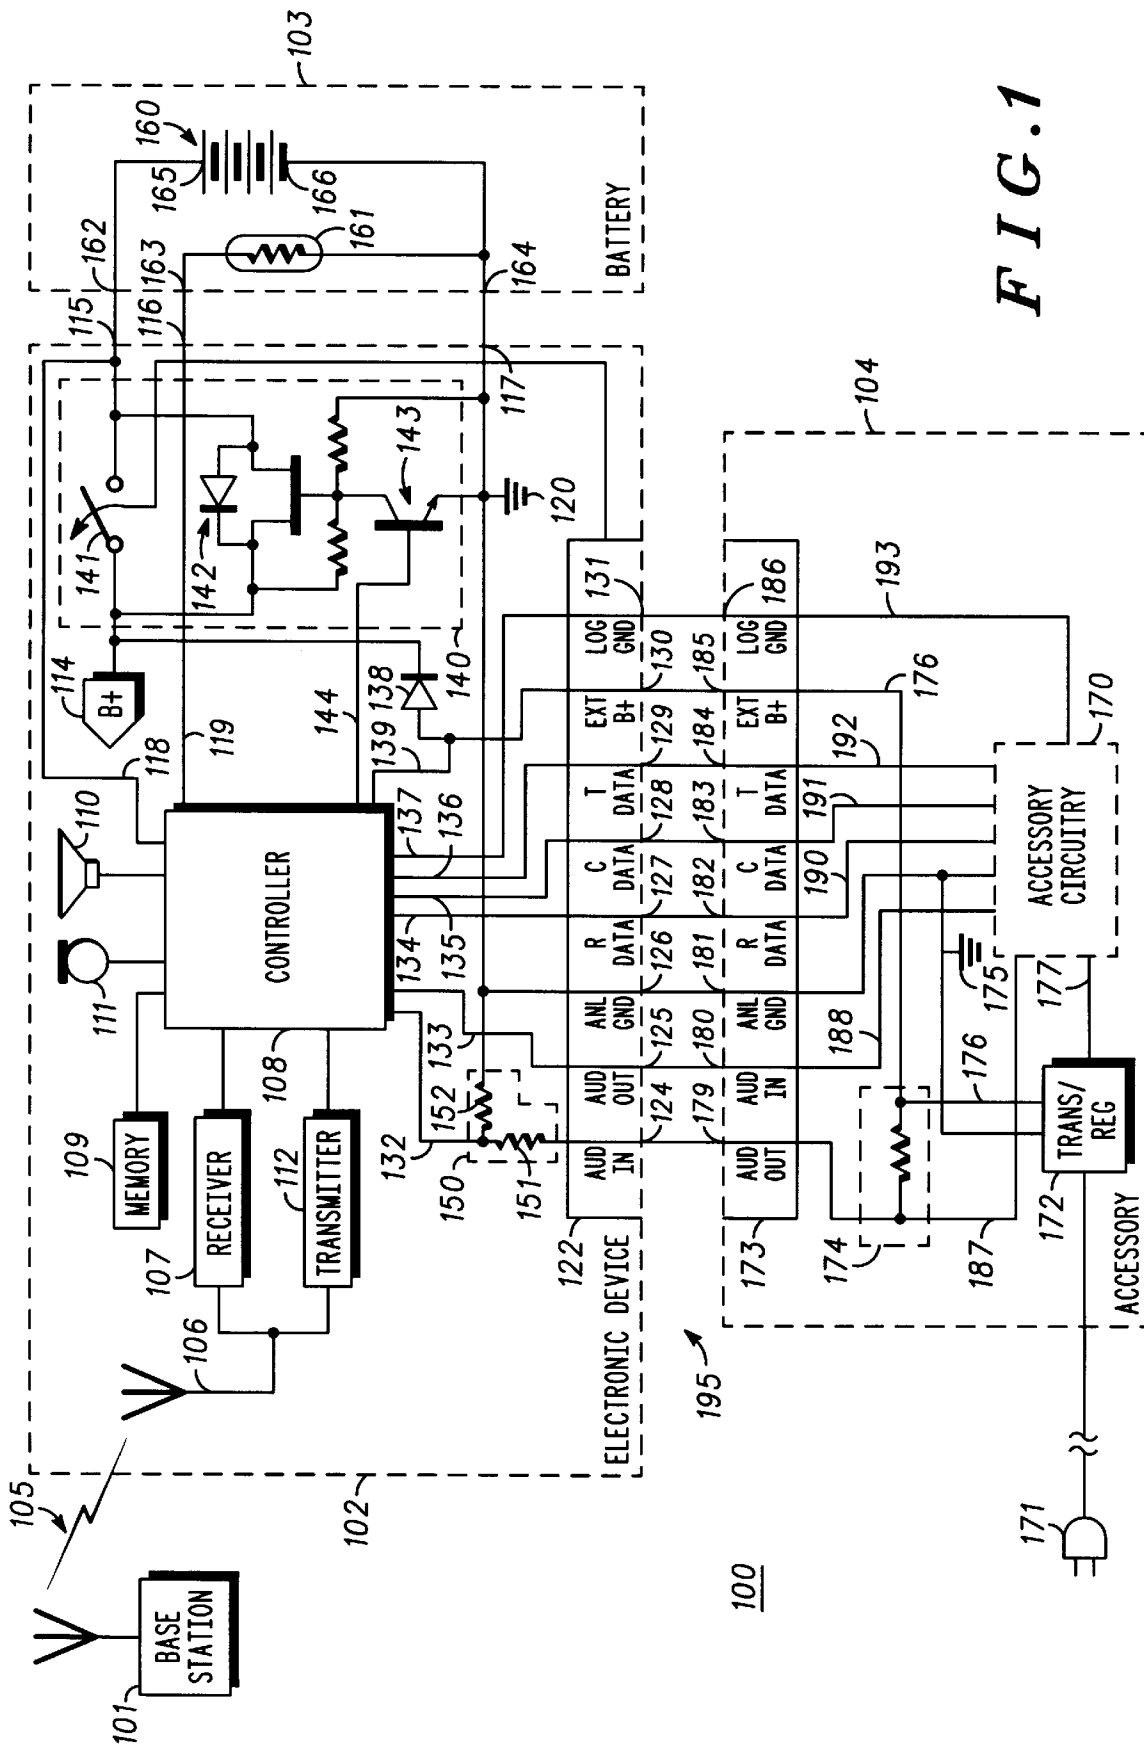 101
BASE
STATION
105
106
102
107
RECEIVER
112
TRANSMITTER
109
MEMORY
108
CONTROLLER
111
110
118
119
114
B+
141
142
143
144
140
138
139
137
136
135
134
133
132
150
152
151
120
117
115
116
162
163
164
165
160
166
161
103
BATTERY
122
ELECTRONIC DEVICE
AUD
IN
AUD
OUT
ANL
GND
R
DATA
C
DATA
T
DATA
EXT
B+
LOG
GND
124
125
126
127
128
129
130
131
179
180
181
182
183
184
185
186
AUD
OUT
AUD
IN
ANL
GND
R
DATA
C
DATA
T
DATA
EXT
B+
LOG
GND
173
195
174
187
188
175
190
191
192
176
193
104
170
ACCESSORY
CIRCUITRY
177
176
172
TRANS/
REG
ACCESSORY
171
100
FIG.1